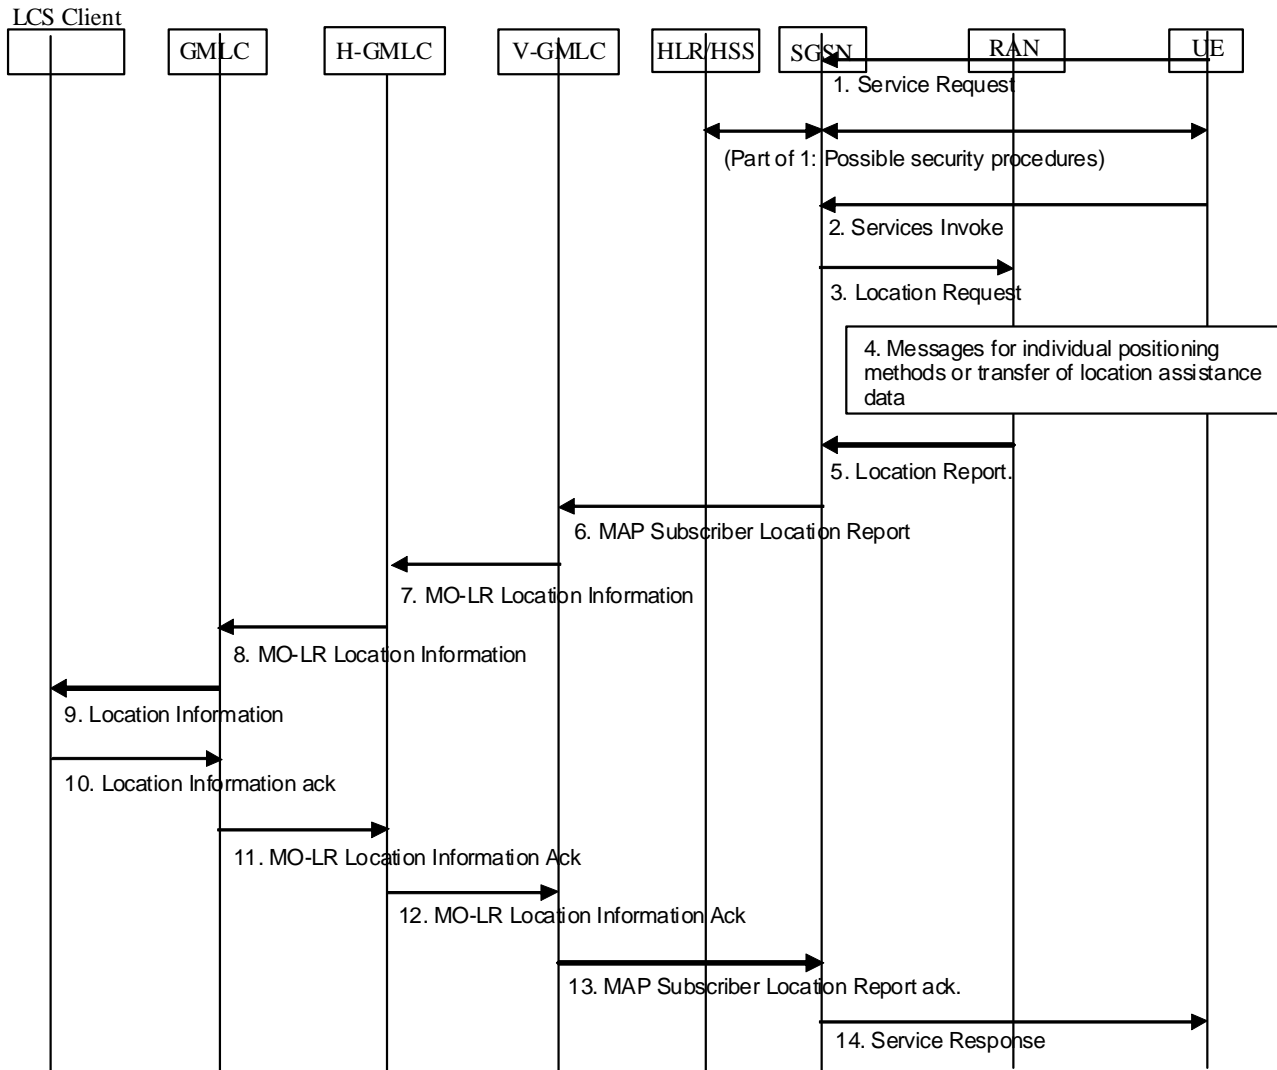 LCS Client
GMLC
H-GMLC
V-GMLC
HLR/HSS
SGSN
RAN
UE
1. Service Request
(Part of 1: Possible security procedures)
2. Services Invoke
3. Location Request
4. Messages for individual positioning
methods or transfer of location assistance
data
5. Location Report.
6. MAP Subscriber Location Report
7. MO-LR Location Information
8. MO-LR Location Information
9. Location Information
10. Location Information ack
11. MO-LR Location Information Ack
12. MO-LR Location Information Ack
13. MAP Subscriber Location Report ack.
14. Service Response